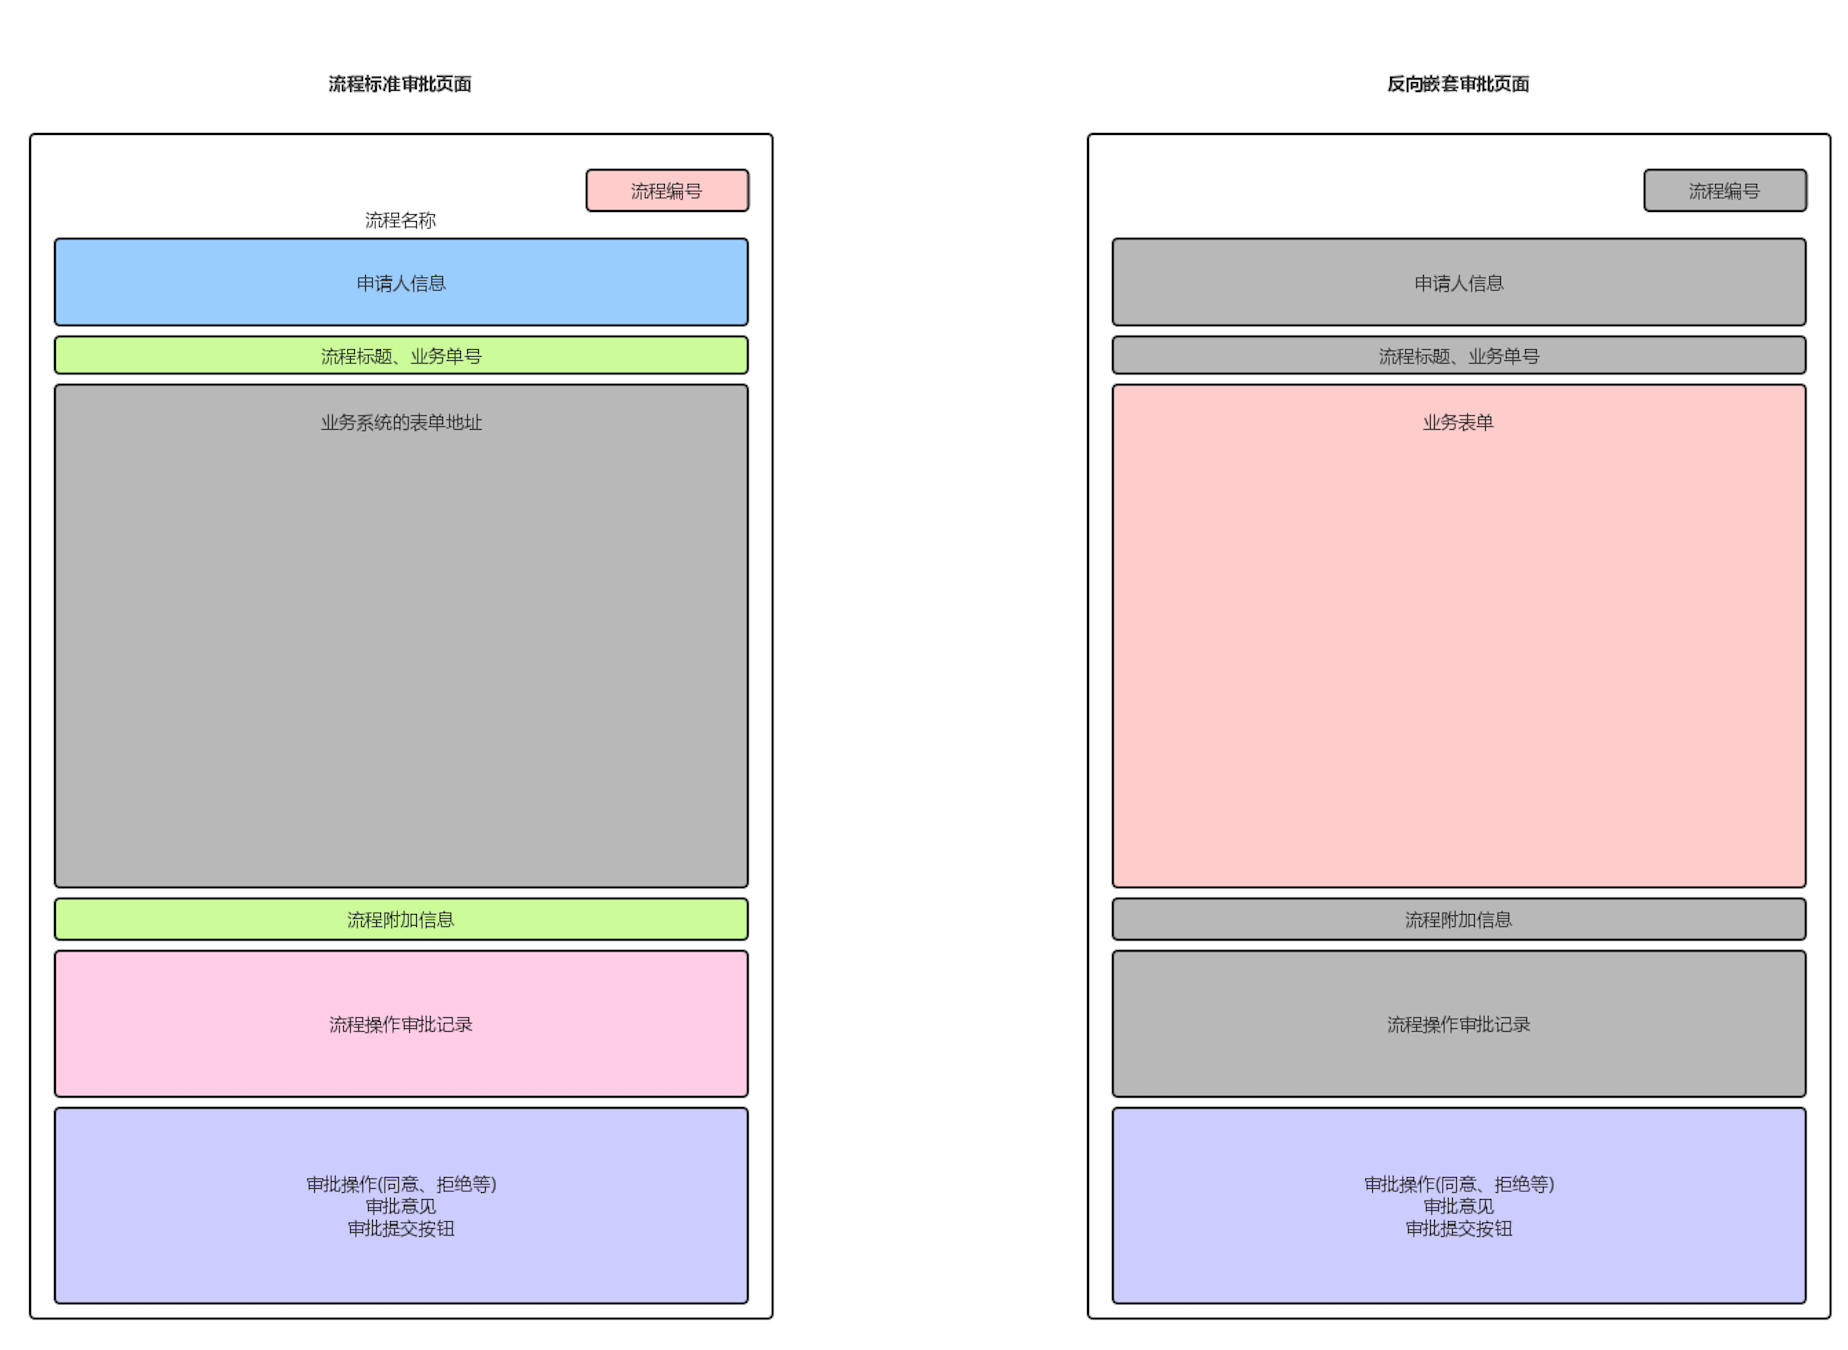 流程标准审批页面
流程编号
流程名称
申请人信息
流程标题、业务单号
业务系统的表单地址
流程附加信息
流程操作审批记录
审批操作(同意、拒绝等)
审批意见
审批提交按钮
反向嵌套审批页面
流程编号
申请人信息
流程标题、业务单号
业务表单
流程附加信息
流程操作审批记录
审批操作(同意、拒绝等)
审批意见
审批提交按钮